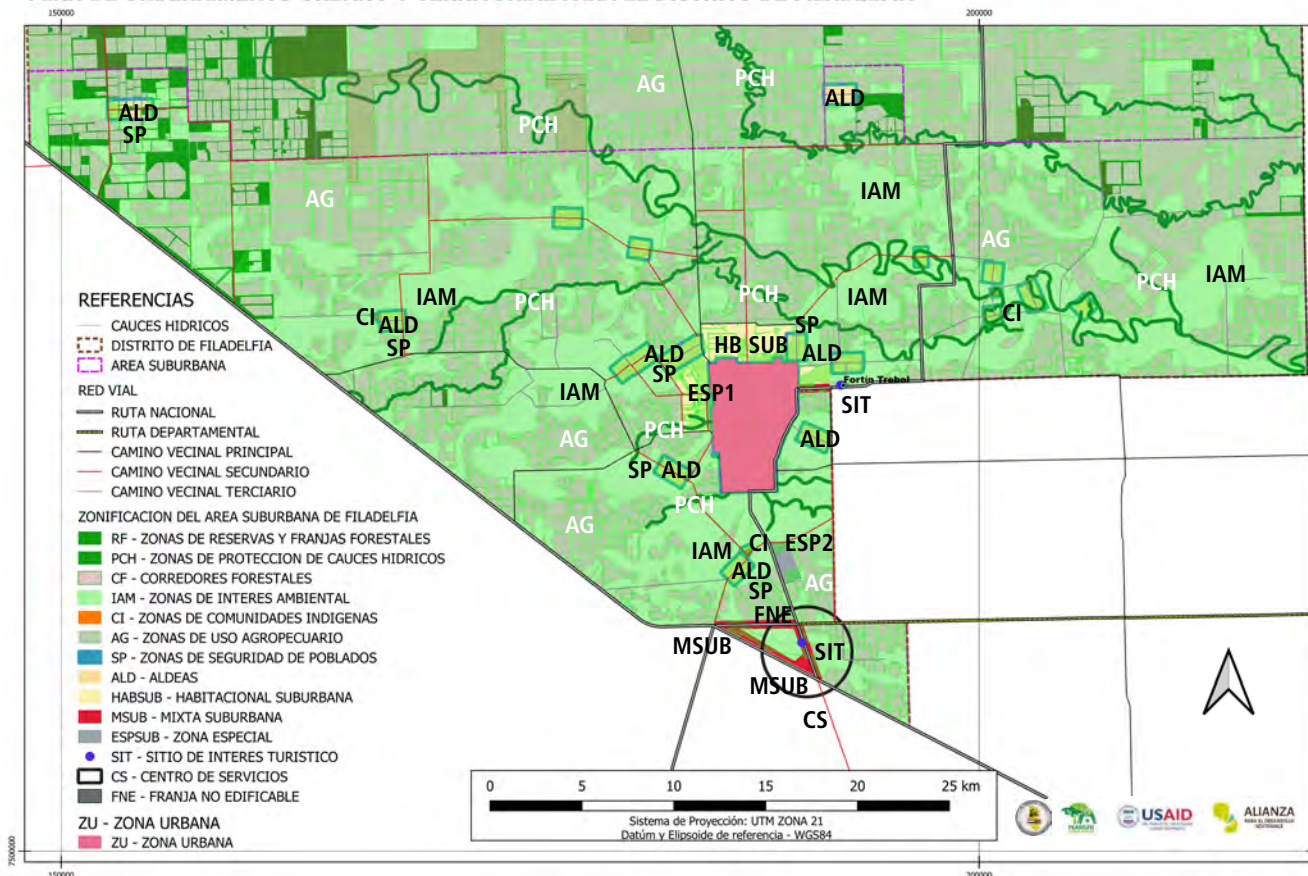 150000
200000
AG
PCH
ALD
ALD
SP
PCH
AG
IAM
AG
IAM
PCH
PCH
IAM
PCH
IAM
CI
ALD
SP
CI
SP
HB SUB
ALD
ALD
SP
ESP1
IAM
Fortin Trebol
SIT
AG
PCH
ALD
SP ALD
PCH
AG
IAM
CI
ESP2
ALD
SP
AG
FNE
MSUB
SIT
MSUB
CS
REFERENCIAS
CAUCES HIDRICOS
DISTRITO DE FILADELFIA
AREA SUBURBANA
RED VIAL
RUTA NACIONAL
RUTA DEPARTAMENTAL
CAMINO VECINAL PRINCIPAL
CAMINO VECINAL SECUNDARIO
CAMINO VECINAL TERCIARIO
ZONIFICACION DEL AREA SUBURBANA DE FILADELFIA
RF - ZONAS DE RESERVAS Y FRANJAS FORESTALES
PCH - ZONAS DE PROTECCION DE CAUCES HIDRICOS
CF - CORREDORES FORESTALES
IAM - ZONAS DE INTERES AMBIENTAL
CI - ZONAS DE COMUNIDADES INDIGENAS
AG - ZONAS DE USO AGROPECUARIO
SP - ZONAS DE SEGURIDAD DE POBLADOS
ALD - ALDEAS
HABSUB - HABITACIONAL SUBURBANA
MSUB - MIXTA SUBURBANA
ESPSUB - ZONA ESPECIAL
SIT - SITIO DE INTERES TURISTICO
CS - CENTRO DE SERVICIOS
FNE - FRANJA NO EDIFICABLE
ZU - ZONA URBANA
ZU - ZONA URBANA
0 5 10 15 20 25 km
Sistema de Proyección: UTM ZONA 21
Datúm y Elipsoide de referencia - WGS84
USAID
ALIANZA
7500000
150000
200000